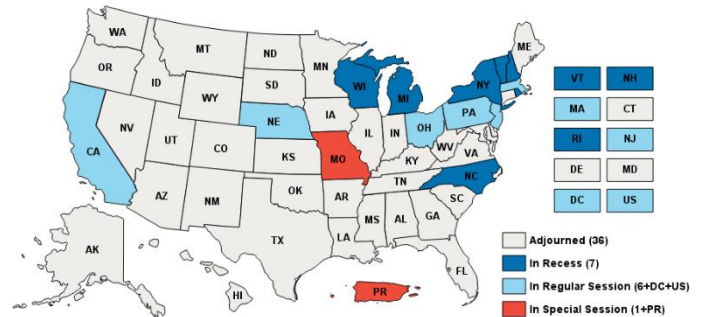 WA
MT
ND
MN
ME
OR
ID
SD
WI
NY
WY
MI
IA
NE
PA
NV
UT
IL
IN
OH
CO
WV
CA
KS
MO
KY
VA
NC
TN
AZ
NM
OK
AR
SC
MS
AL
GA
TX
LA
AK
FL
HI
PR
VT NH
MA CT
RI NJ
DE MD
DC US
Adjourned (36)
In Recess (7)
In Regular Session (6+DC+US)
In Special Session (1+PR)